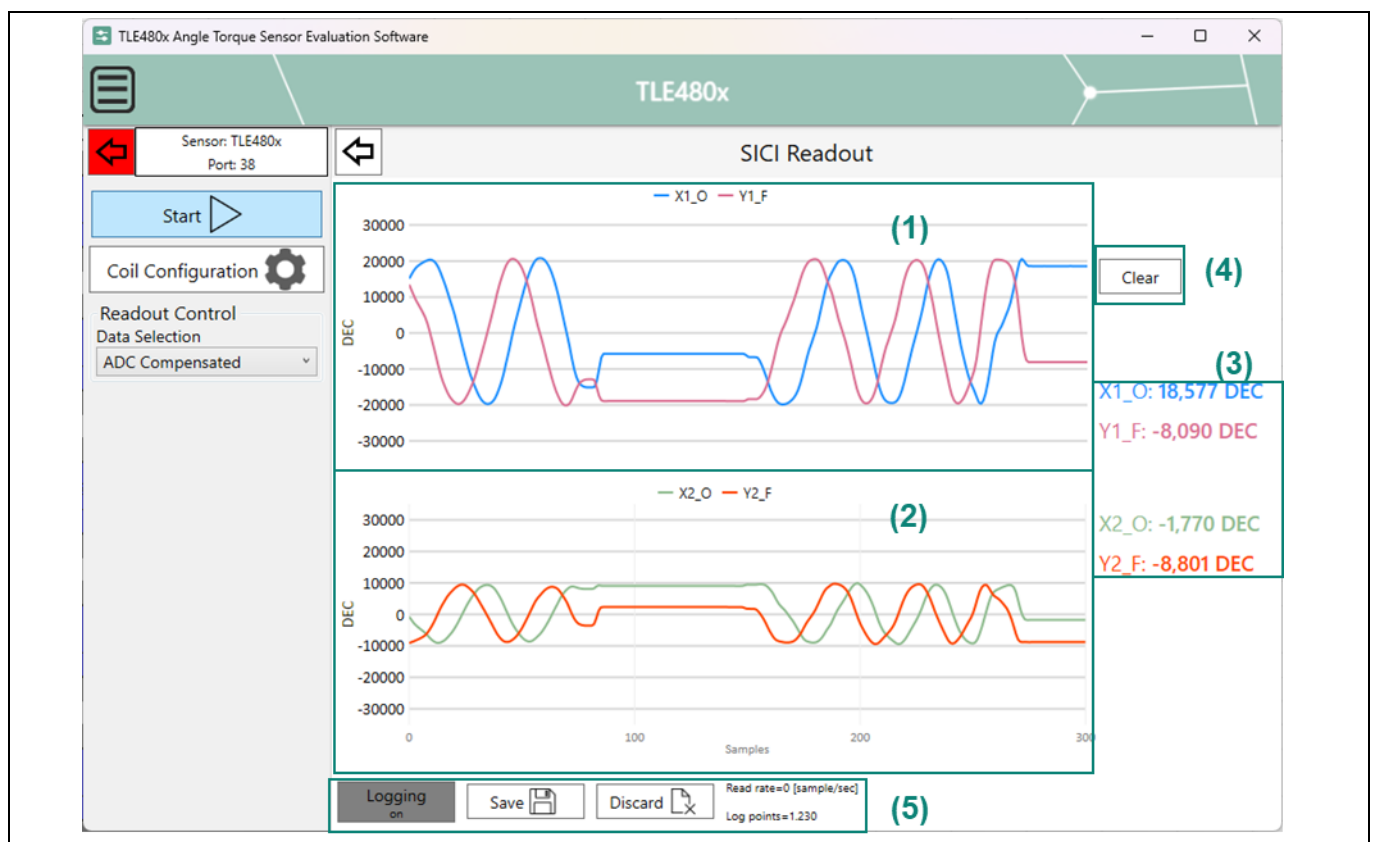 TLE480x Angle Torque Sensor Evaluation Software
TLE480x
Sensor: TLE480x
Port: 38
SICI Readout
Start
Coil Configuration
Readout Control
Data Selection
ADC Compensated
X1_O Y1_F
(1)
30000
20000
10000
0
-10000
-20000
-30000
DEC
Clear
(4)
(3)
X1_O: 18,577 DEC
Y1_F: -8,090 DEC
X2_O: -1,770 DEC
Y2_F: -8,801 DEC
X2_O Y2_F
(2)
30000
20000
10000
0
-10000
-20000
-30000
DEC
0 100 200 300
Samples
Logging
on
Save
Discard
Read rate=0 [sample/sec]
Log points=1.230
(5)